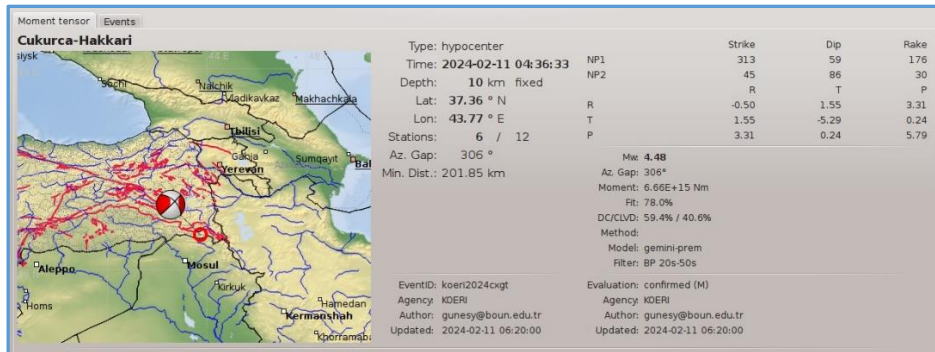 Moment tensor Events
Cukurca-Hakkari
Sochi
Nalchik
Vladikavkaz
Makhachkala
Tbilisi
Ganja
Sumqayit
Yerevan
Aleppo
Mosul
Kirkuk
Homs
Hamedan
Kermanshah
Khorramaba
Type: hypocenter
Time: 2024-02-11 04:36:33
Depth: 10 km fixed
Lat: 37.36 ° N
Lon: 43.77 ° E
Stations: 6 / 12
Az. Gap: 306 °
Min. Dist.: 201.85 km
Strike Dip Rake
NP1 313 59 176
NP2 45 86 30
R T P
R -0.50 1.55 3.31
T 1.55 -5.29 0.24
P 3.31 0.24 5.79
Mw: 4.48
Az. Gap: 306°
Moment: 6.66E+15 Nm
Fit: 78.0%
DC/CLVD: 59.4% / 40.6%
Method:
Model: gemini-prem
Filter: BP 20s-50s
EventID: koeri2024cxgt
Agency: KOERI
Author: gunesy@boun.edu.tr
Updated: 2024-02-11 06:20:00
Evaluation: confirmed (M)
Agency: KOERI
Author: gunesy@boun.edu.tr
Updated: 2024-02-11 06:20:00